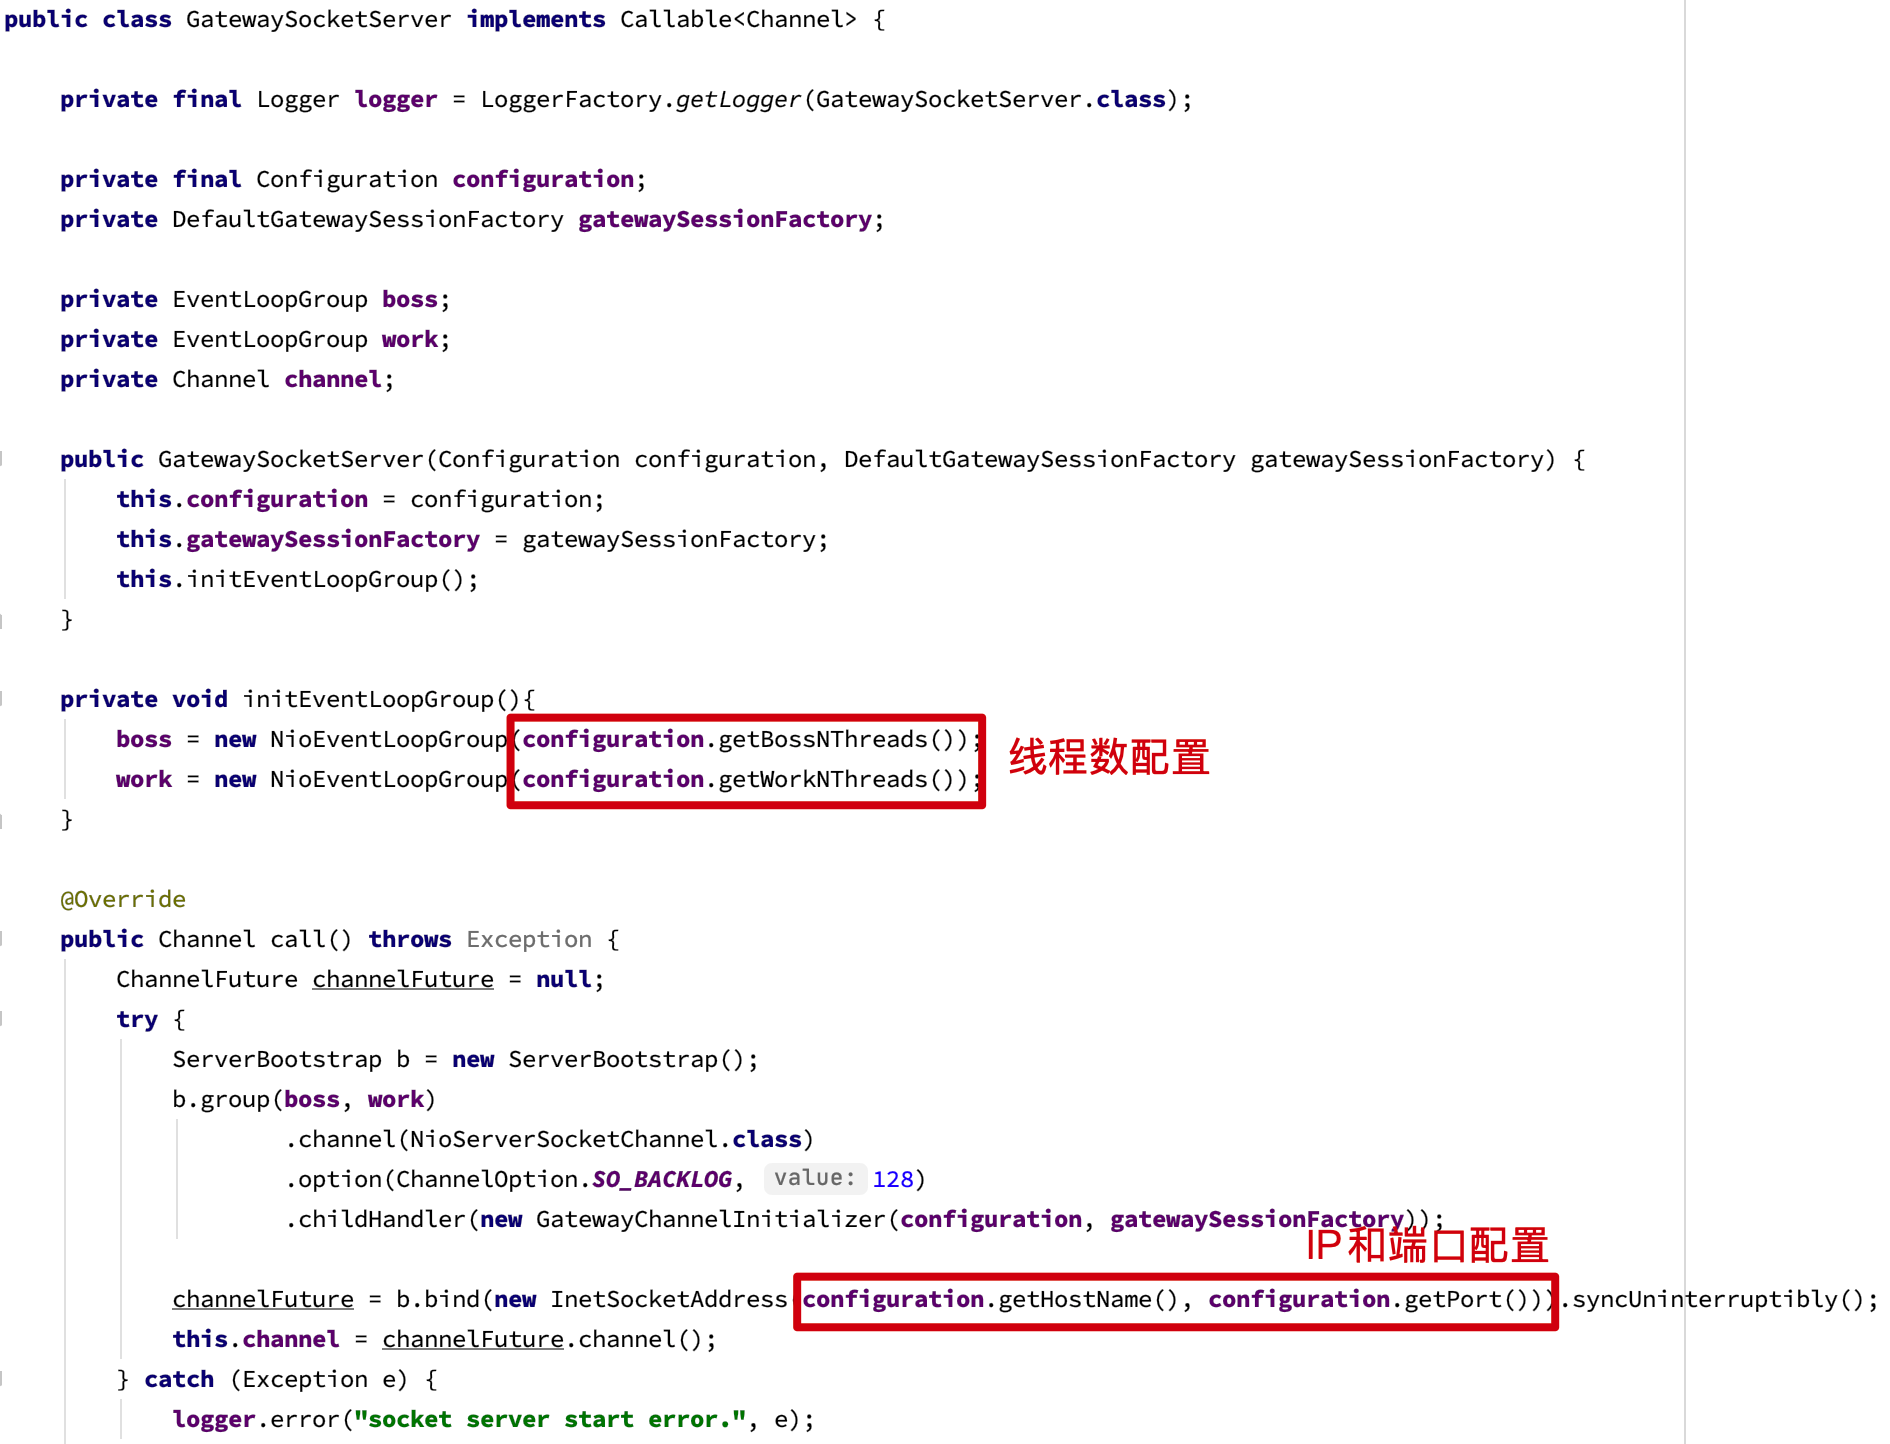 public class GatewaySocketServer implements Callable<Channel> {
private final Logger logger = LoggerFactory.getLogger(GatewaySocketServer.class);
private final Configuration configuration;
private DefaultGatewaySessionFactory gatewaySessionFactory;
private EventLoopGroup boss;
private EventLoopGroup work;
private Channel channel;
public GatewaySocketServer(Configuration configuration, DefaultGatewaySessionFactory gatewaySessionFactory) {
this.configuration = configuration;
this.gatewaySessionFactory = gatewaySessionFactory;
this.initEventLoopGroup();
}
private void initEventLoopGroup(){
boss = new NioEventLoopGroup(configuration.getBossNThreads());
work = new NioEventLoopGroup(configuration.getWorkNThreads());
线程数配置
}
@Override
public Channel call() throws Exception {
ChannelFuture channelFuture = null;
try {
ServerBootstrap b = new ServerBootstrap();
b.group(boss, work)
.channel(NioServerSocketChannel.class)
.option(ChannelOption.SO_BACKLOG, value: 128)
.childHandler(new GatewayChannelInitializer(configuration, gatewaySessionFactory));
IP和端口配置
channelFuture = b.bind(new InetSocketAddress(configuration.getHostName(), configuration.getPort())).syncUninterruptibly();
this.channel = channelFuture.channel();
} catch (Exception e) {
logger.error("socket server start error.", e);